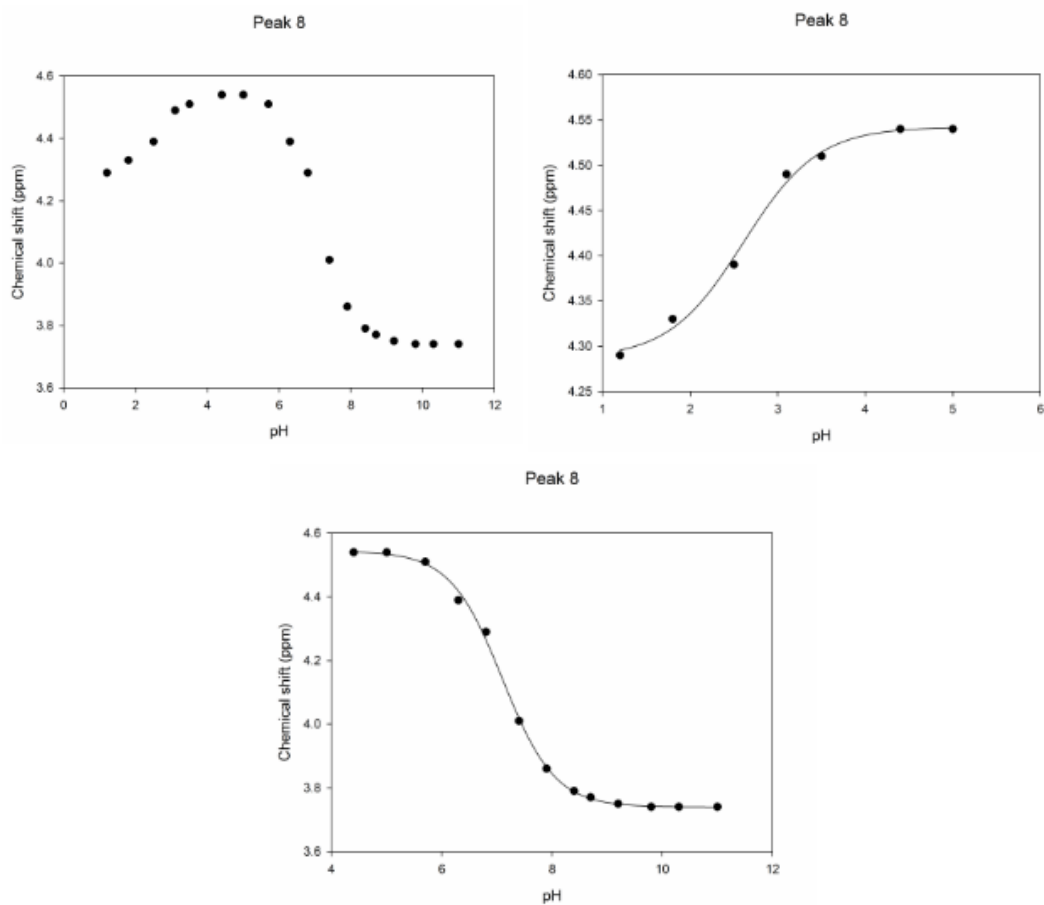 Peak 8
4.6
4.4
4.2
4.0
3.8
3.6
Chemical shift (ppm)
0 2 4 6 8 10 12
pH
Peak 8
4.60
4.55
4.50
4.45
4.40
4.35
4.30
4.25
Chemical shift (ppm)
1 2 3 4 5 6
pH
Peak 8
4.6
4.4
4.2
4.0
3.8
3.6
Chemical shift (ppm)
4 6 8 10 12
pH